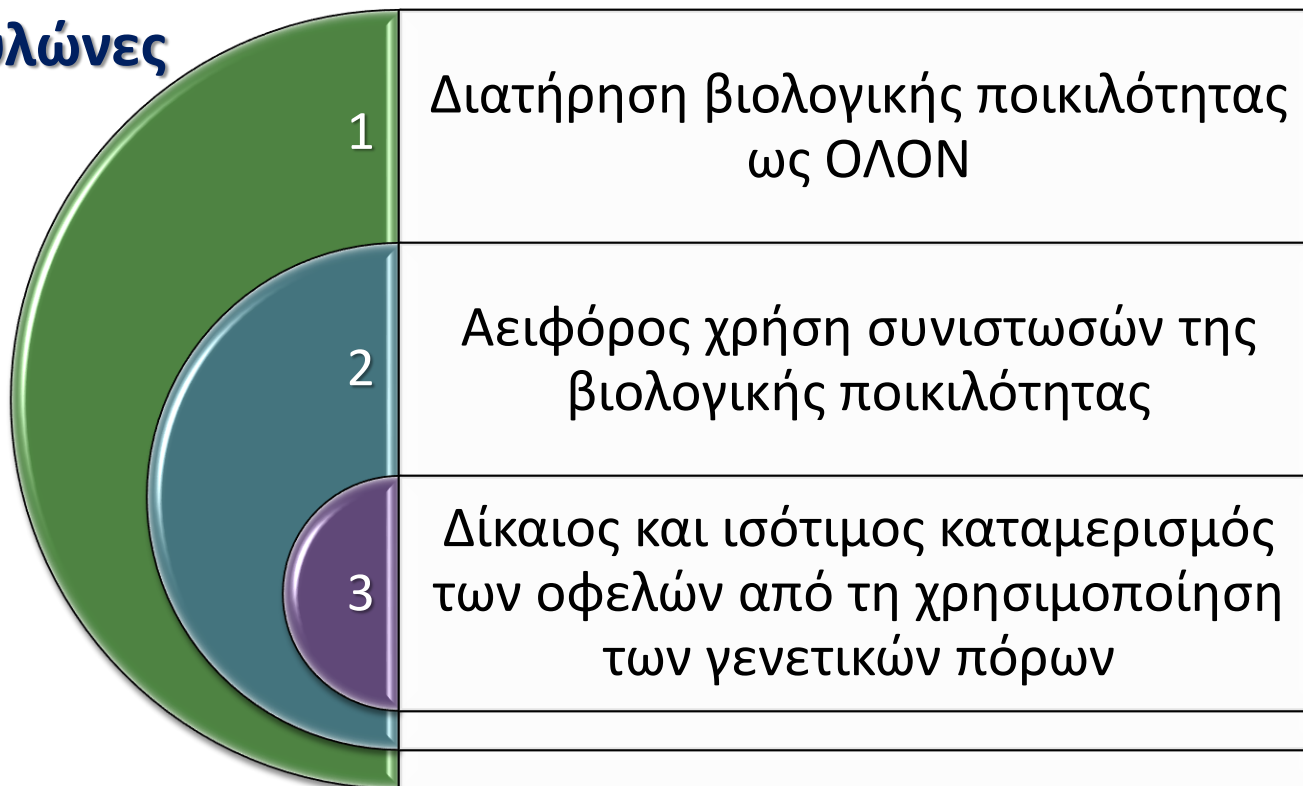 1
Διατήρηση βιολογικής ποικιλότητας
ως ΟΛΟΝ
2
Αειφόρος χρήση συνιστωσών της
βιολογικής ποικιλότητας
3
Δίκαιος και ισότιμος καταμερισμός
των οφελών από τη χρησιμοποίηση
των γενετικών πόρων